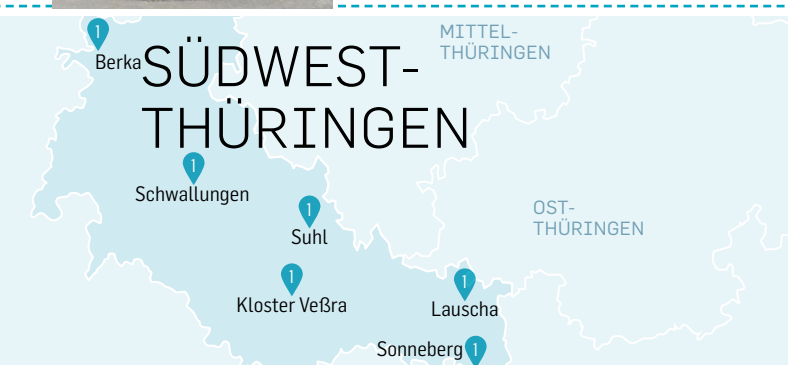 1
Berka
SÜDWEST-
THÜRINGEN
MITTEL-
THÜRINGEN
1
Schwallungen
1
Suhl
OST-
THÜRINGEN
1
Kloster Veßra
1
Lauscha
Sonneberg 1